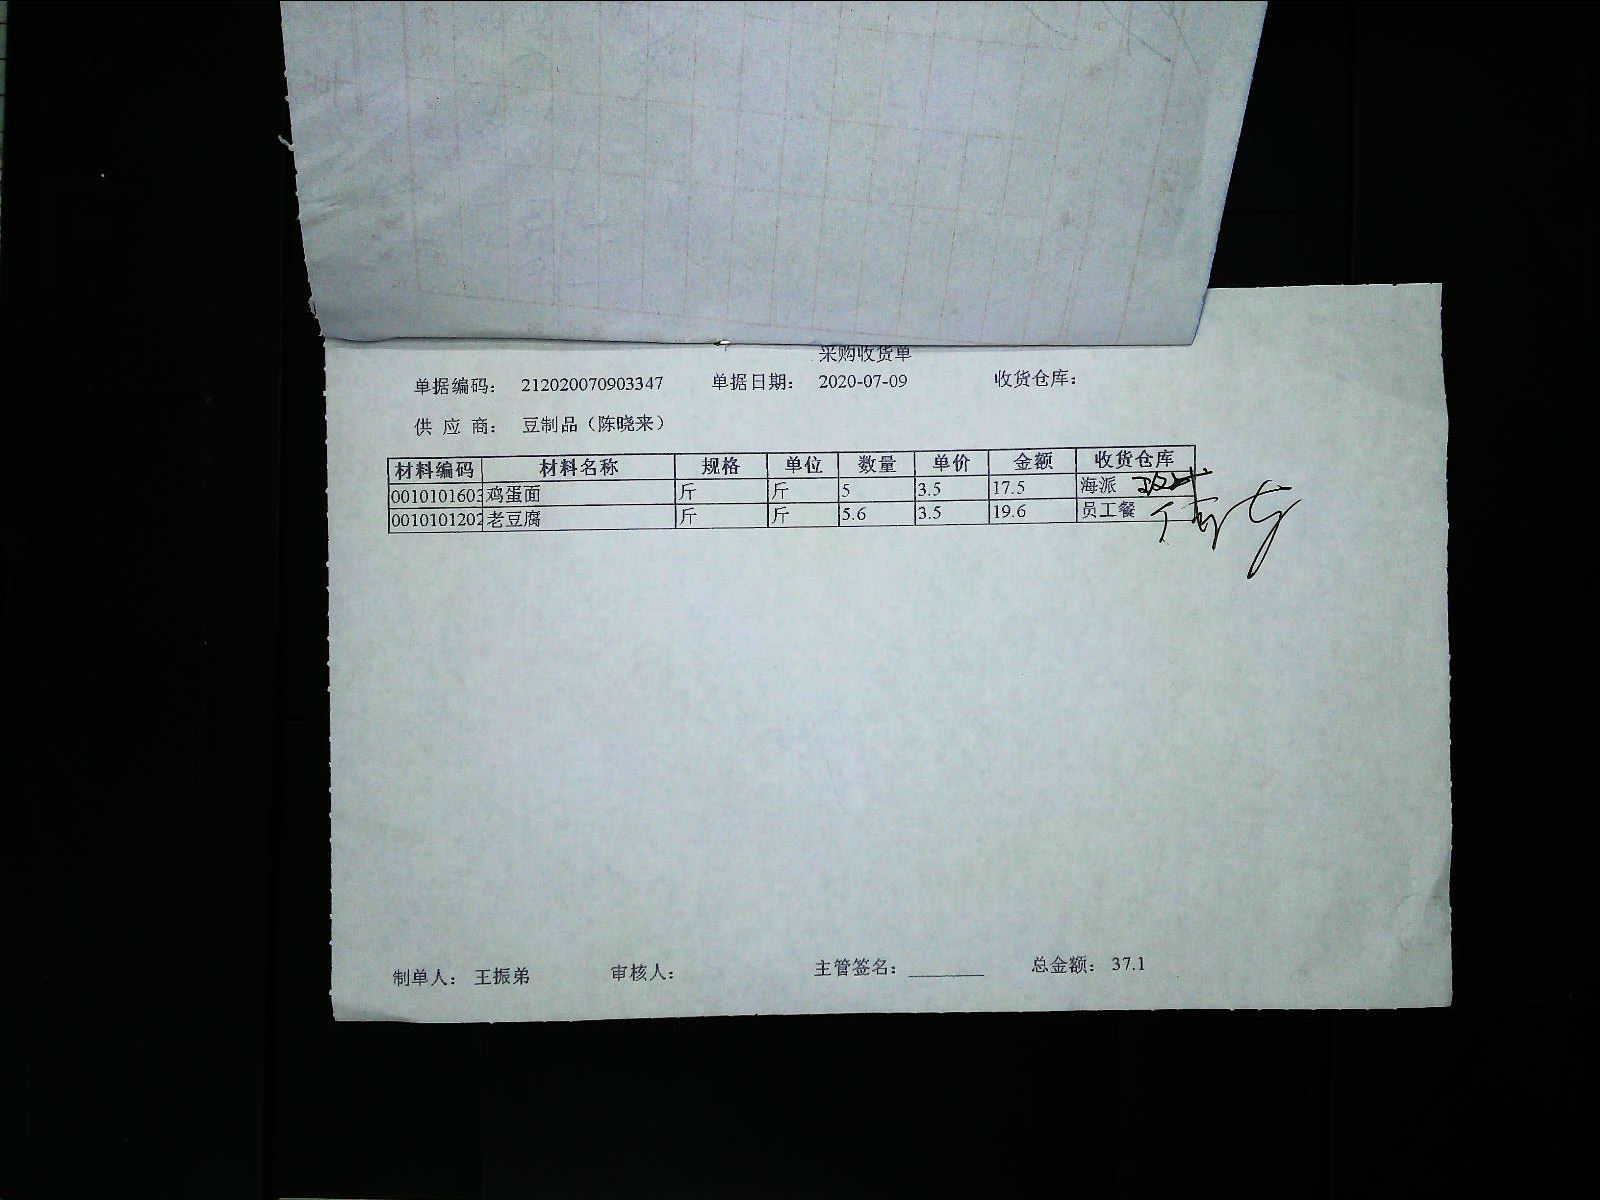 采购收货单
单据编码： 212020070903347 单据日期： 2020-07-09 收货仓库：
供 应 商： 豆制品（陈晓来）
材料编码 材料名称 规格 单位 数量 单价 金额 收货仓库
0010101603 鸡蛋面 斤 斤 5 3.5 17.5 海派
0010101202 老豆腐 斤 斤 5.6 3.5 19.6 员工餐
制单人： 王振弟 审核人： 主管签名： 总金额： 37.1